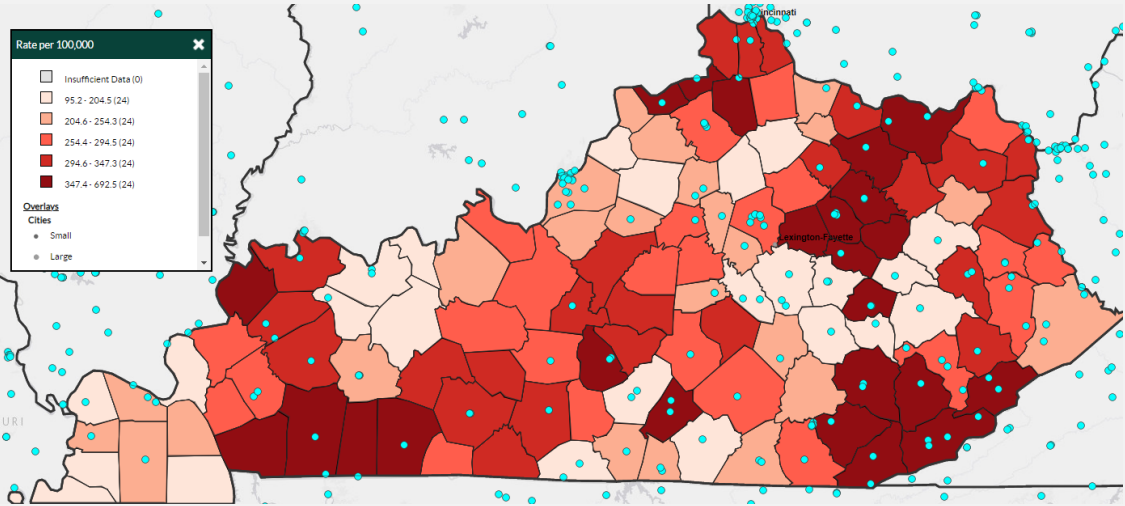 Rate per 100,000
Insufficient Data (0)
95.2 - 204.5 (24)
204.6 - 254.3 (24)
254.4 - 294.5 (24)
294.6 - 347.3 (24)
347.4 - 692.5 (24)
Overlays
Cities
Small
Large
incinnati
Lexington-Fayette
URI